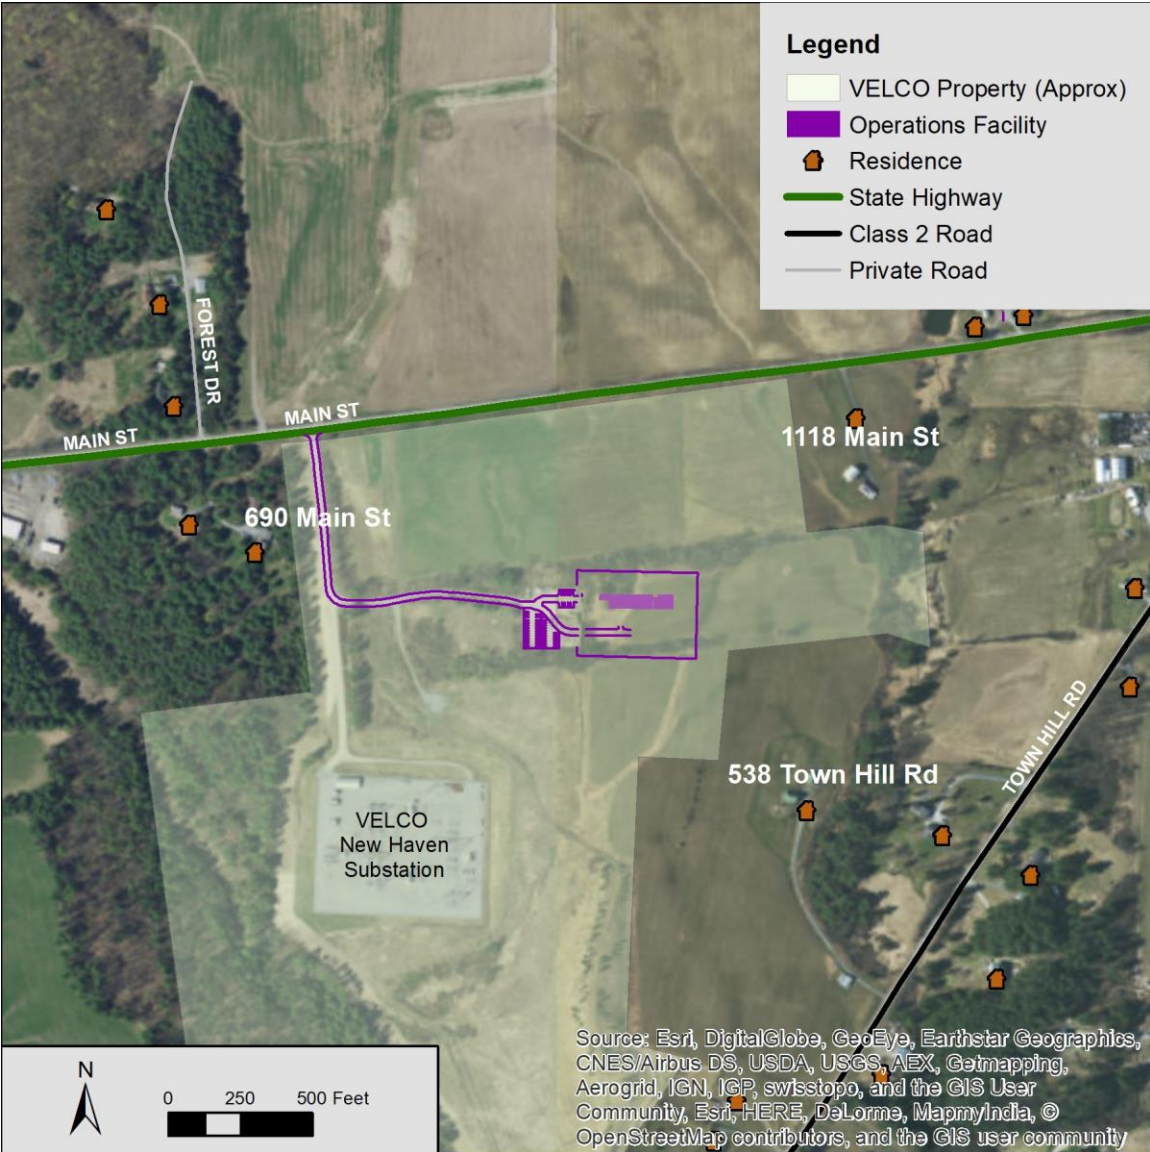 Legend
VELCO Property (Approx)
Operations Facility
Residence
State Highway
Class 2 Road
Private Road
FOREST DR
MAIN ST
MAIN ST
1118 Main St
690 Main St
TOWN HILL RD
538 Town Hill Rd
VELCO
New Haven
Substation
N
0 250 500 Feet
Source: Esri, DigitalGlobe, GeoEye, Earthstar Geographics,
CNES/Airbus DS, USDA, USGS, AEX, Getmapping,
Aerogrid, IGN, IGP, swisstopo, and the GIS User
Community, Esri, HERE, DeLorme, MapmyIndia, ©
OpenStreetMap contributors, and the GIS user community